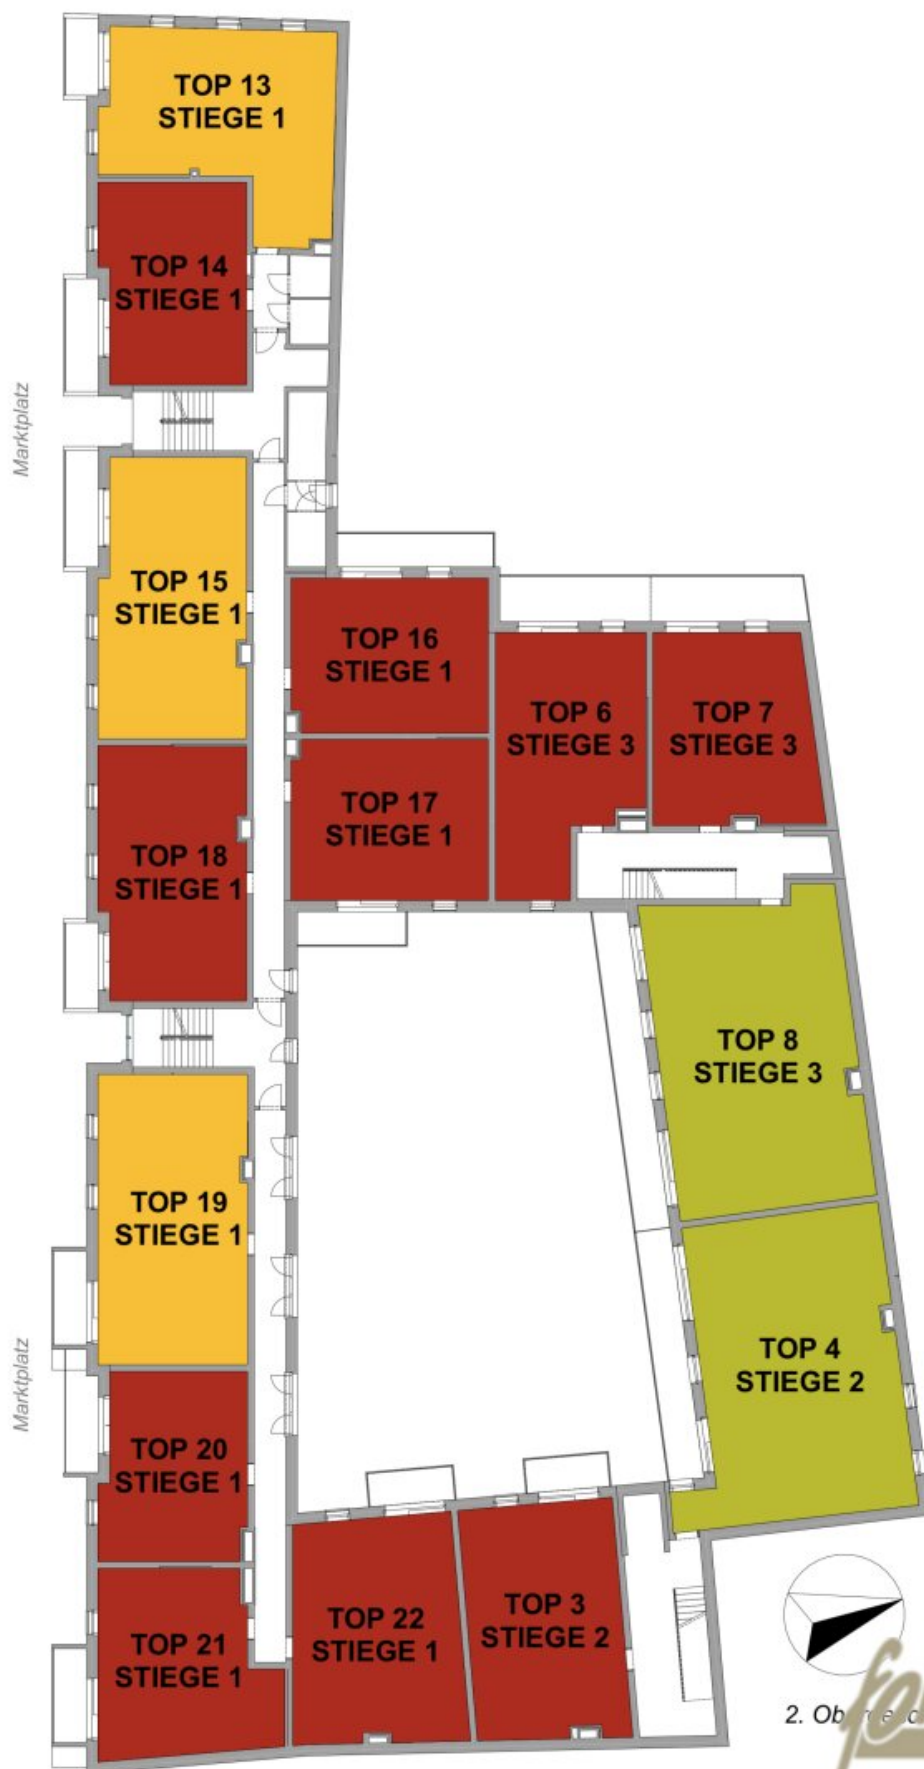 TOP 13
STIEGE 1
TOP 14
STIEGE 1
Marktplatz
TOP 15
STIEGE 1
TOP 16
STIEGE 1
TOP 6
STIEGE 3
TOP 7
STIEGE 3
TOP 17
STIEGE 1
TOP 18
STIEGE 1
TOP 8
STIEGE 3
TOP 19
STIEGE 1
TOP 4
STIEGE 2
Marktplatz
TOP 20
STIEGE 1
TOP 21
STIEGE 1
TOP 22
STIEGE 1
TOP 3
STIEGE 2
2.
fo